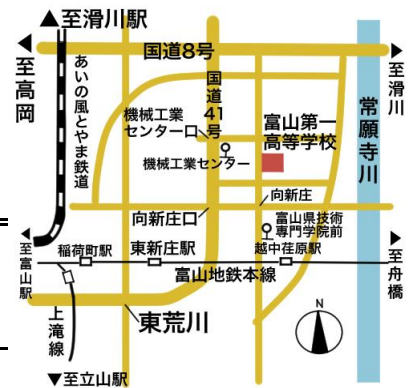 ▲至滑川駅
国道8号
至高岡
至滑川
あいの風とやま鉄道
国道41号
機械工業
センター口
富山第一
高等学校
機械工業センター
常願寺川
向新庄
向新庄口
富山県技術
専門学院前
至富山駅
稲荷町駅
東新庄駅
越中荏原駅
富山地鉄本線
至舟橋
上滝線
東荒川
N
▼至立山駅